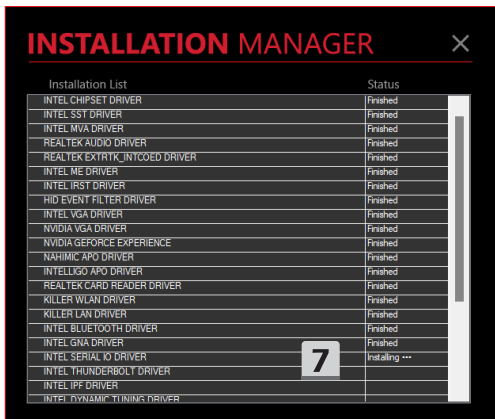 INSTALLATION MANAGER
Installation List Status
INTEL CHIPSET DRIVER Finished
INTEL SST DRIVER Finished
INTEL MVA DRIVER Finished
REALTEK AUDIO DRIVER Finished
REALTEK EXTRTK_INTCOED DRIVER Finished
INTEL ME DRIVER Finished
INTEL IRST DRIVER Finished
HID EVENT FILTER DRIVER Finished
INTEL VGA DRIVER Finished
NVIDIA VGA DRIVER Finished
NVIDIA GEFORCE EXPERIENCE Finished
NAHIMIC APO DRIVER Finished
INTELLIGO APO DRIVER Finished
REALTEK CARD READER DRIVER Finished
KILLER WLAN DRIVER Finished
KILLER LAN DRIVER Finished
INTEL BLUETOOTH DRIVER Finished
INTEL GNA DRIVER Finished
INTEL SERIAL IO DRIVER 7 Installing ---
INTEL THUNDERBOLT DRIVER
INTEL IPF DRIVER
INTEL DYNAMIC TUNING DRIVER